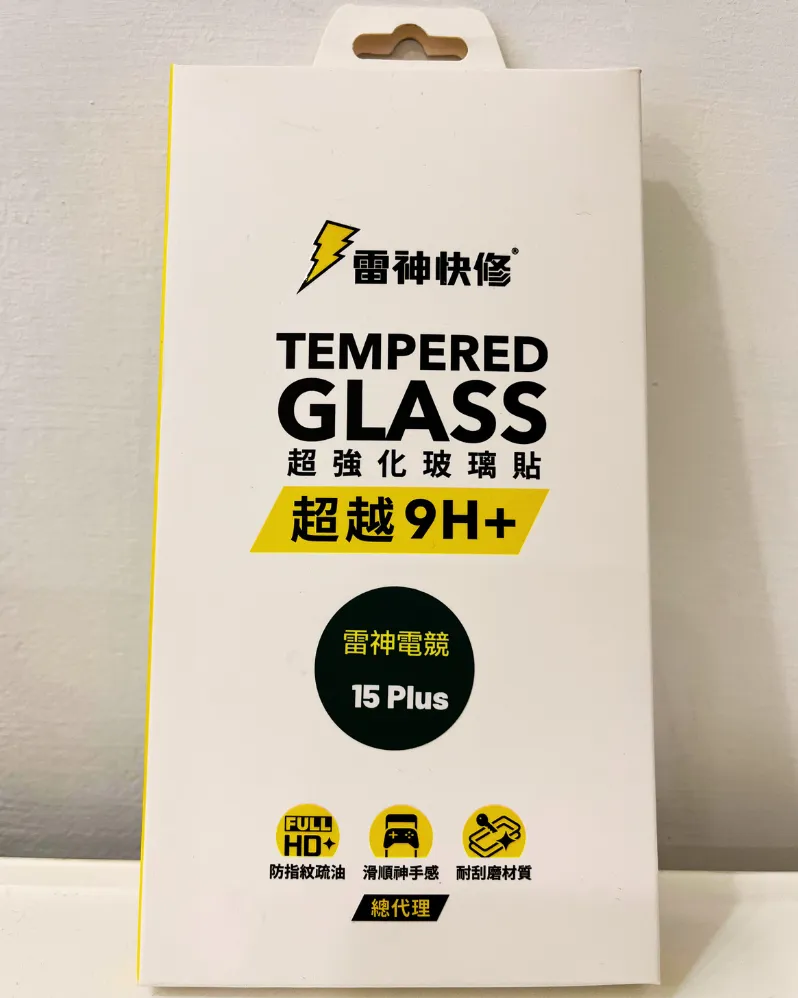 雷神快修®
TEMPERED
GLASS
超強化玻璃貼
超越9H+
雷神電競
15 Plus
FULL
HD
防指紋疏油 滑順神手感 耐刮磨材質
總代理